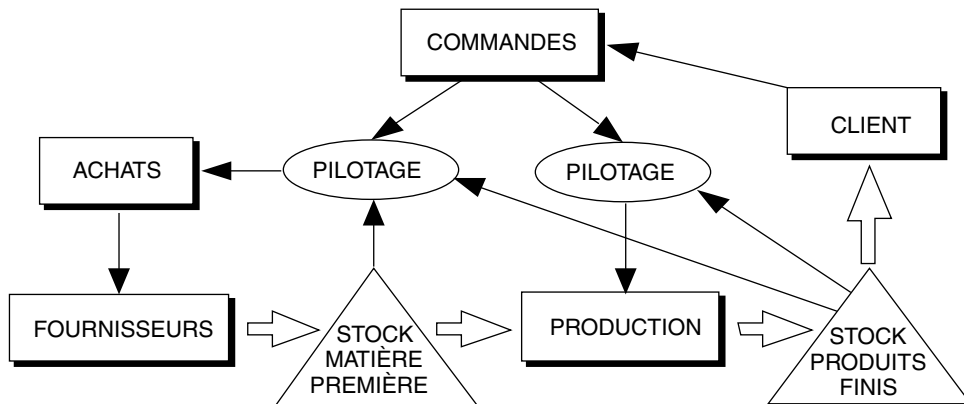 COMMANDES
CLIENT
ACHATS
PILOTAGE
PILOTAGE
FOURNISSEURS
STOCK
MATIÈRE
PREMIÈRE
PRODUCTION
STOCK
PRODUITS
FINIS